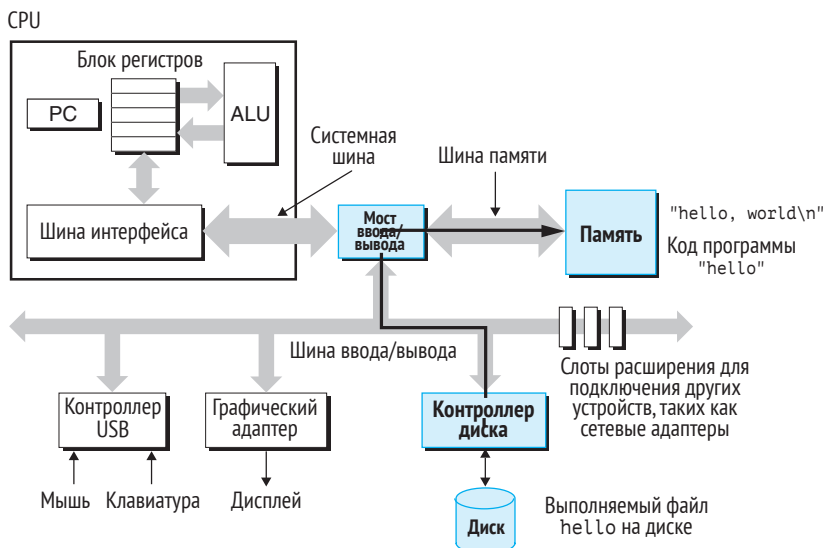 CPU
Блок регистров
PC
ALU
Системная
шина
Шина памяти
Шина интерфейса
Мост
ввода/
вывода
Память
"hello, world\n"
Код программы
"hello"
Шина ввода/вывода
Слоты расширения для
подключения других
устройств, таких как
сетевые адаптеры
Контроллер
USB
Графический
адаптер
Контроллер
диска
Мышь
Клавиатура
Дисплей
Диск
Выполняемый файл
hello на диске